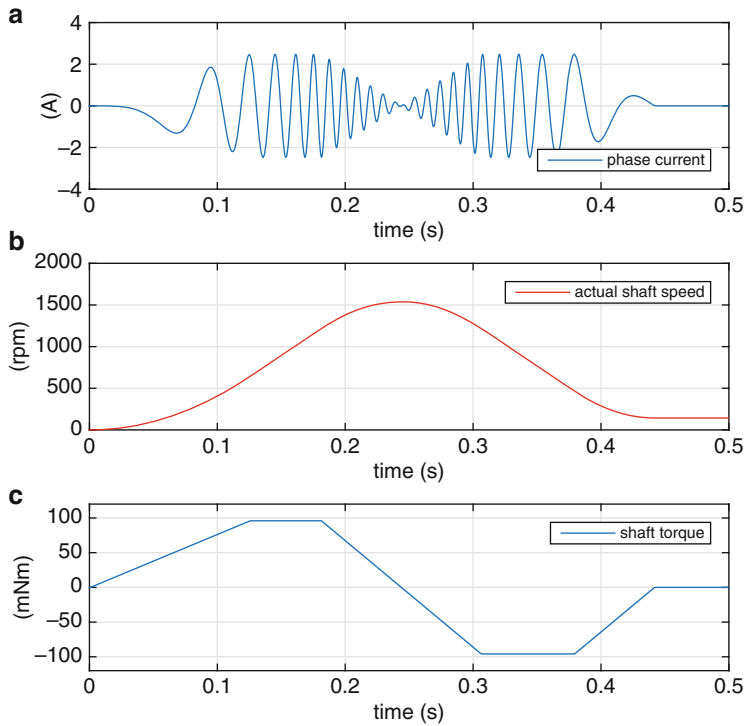 a
4
2
0
−2
−4
(A)
phase current
0 0.1 0.2 0.3 0.4 0.5
time (s)
b
2000
1500
1000
500
0
(rpm)
actual shaft speed
0 0.1 0.2 0.3 0.4 0.5
time (s)
c
100
50
0
−50
−100
(mNm)
shaft torque
0 0.1 0.2 0.3 0.4 0.5
time (s)